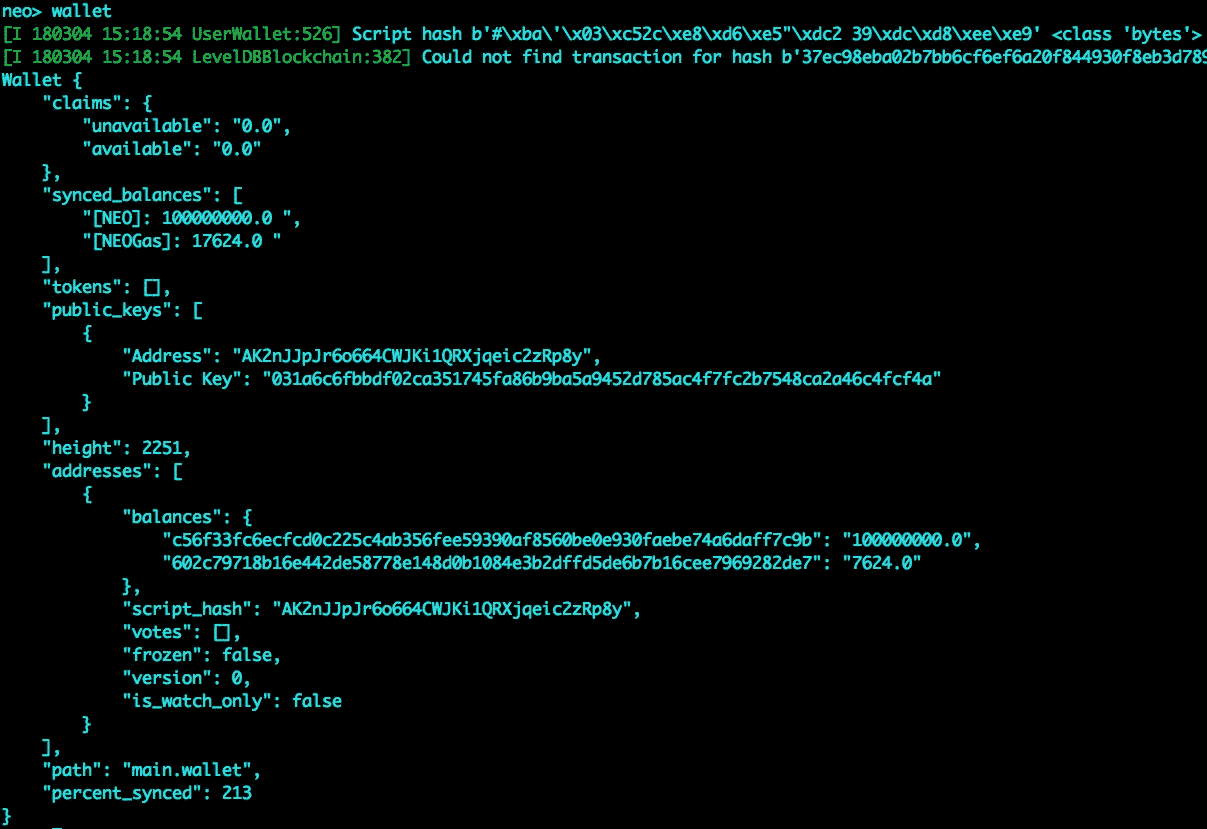 neo> wallet
[I 180304 15:18:54 UserWallet:526] Script hash b'#\xba\'\x03\xc52c\xe8\xd6\xe5"\xdc2 39\xdc\xd8\xee\xe9' <class 'bytes'>
[I 180304 15:18:54 LevelDBBlockchain:382] Could not find transaction for hash b'37ec98eba02b7bb6cf6ef6a20f844930f8eb3d789
Wallet {
    "claims": {
        "unavailable": "0.0",
        "available": "0.0"
    },
    "synced_balances": [
        "[NEO]: 100000000.0 ",
        "[NEOGas]: 17624.0 "
    ],
    "tokens": [],
    "public_keys": [
        {
            "Address": "AK2nJJpJr6o664CWJKi1QRXjqeic2zRp8y",
            "Public Key": "031a6c6fbbdf02ca351745fa86b9ba5a9452d785ac4f7fc2b7548ca2a46c4fcf4a"
        }
    ],
    "height": 2251,
    "addresses": [
        {
            "balances": {
                "c56f33fc6ecfcd0c225c4ab356fee59390af8560be0e930faebe74a6daff7c9b": "100000000.0",
                "602c79718b16e442de58778e148d0b1084e3b2dffd5de6b7b16cee7969282de7": "7624.0"
            },
            "script_hash": "AK2nJJpJr6o664CWJKi1QRXjqeic2zRp8y",
            "votes": [],
            "frozen": false,
            "version": 0,
            "is_watch_only": false
        }
    ],
    "path": "main.wallet",
    "percent_synced": 213
}